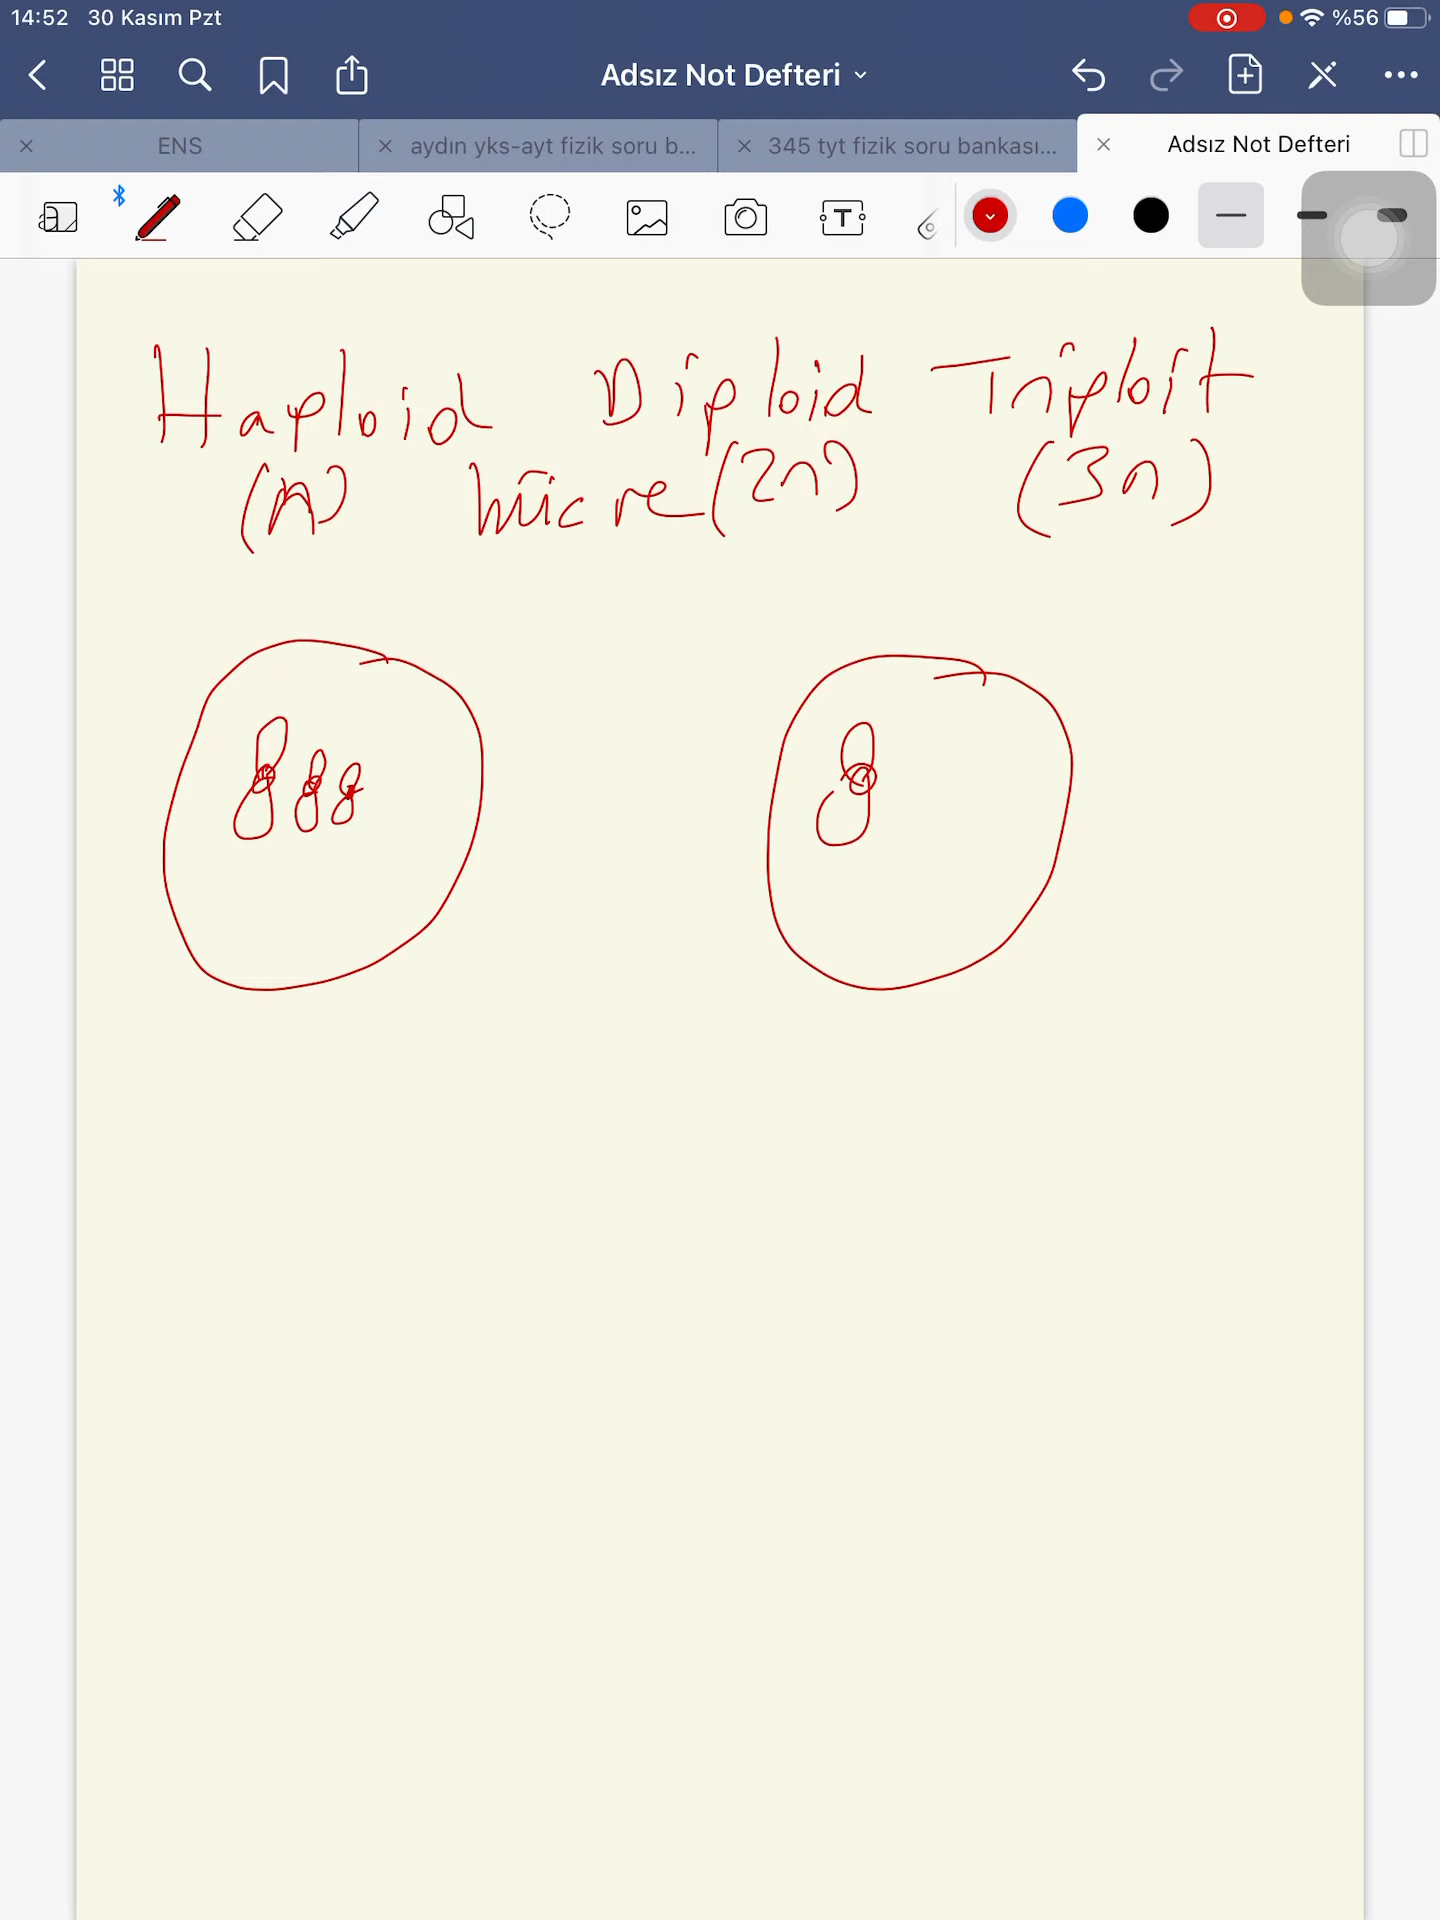 14:52 30 Kasım Pzt %56
Adsız Not Defteri
ENS aydın yks-ayt fizik soru b... 345 tyt fizik soru bankası... Adsız Not Defteri
T
Haploid Diploid Triploit
(n) hücre (2n) (3n)